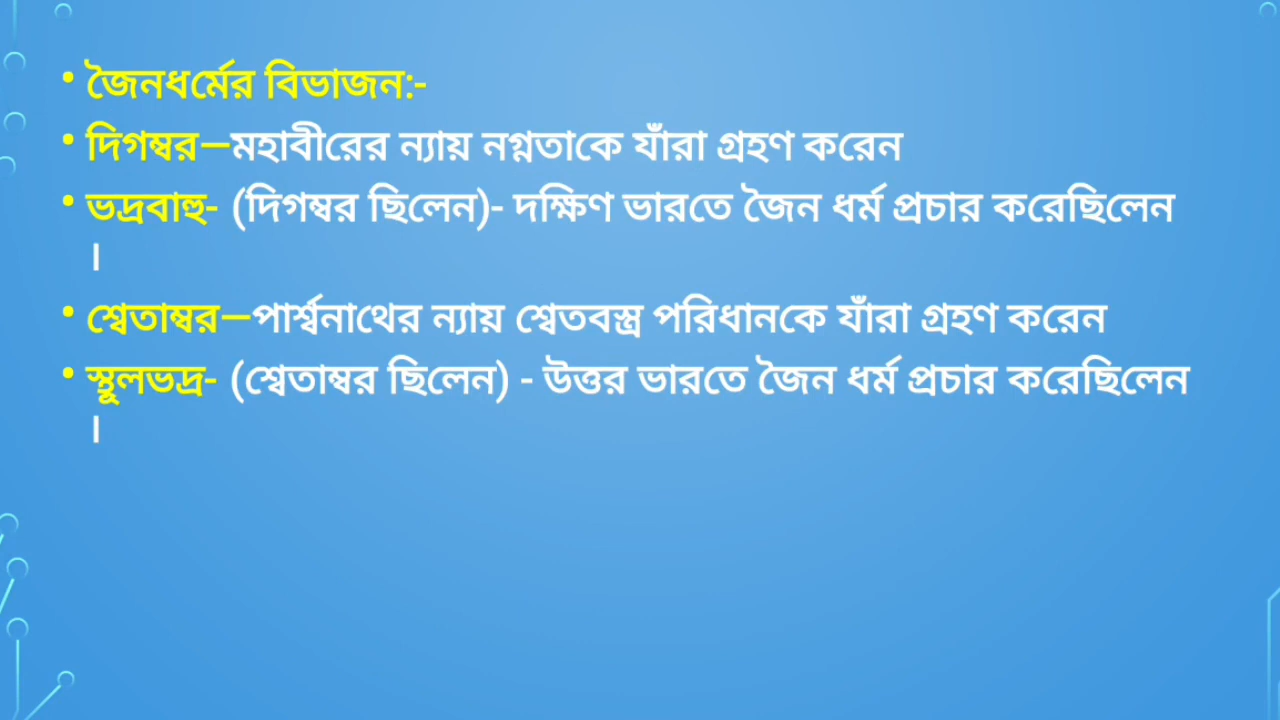 • জৈনধর্মের বিভাজন:-
• দিগম্বর—মহাবীরের ন্যায় নগ্নতাকে যাঁরা গ্রহণ করেন
• ভদ্রবাহু- (দিগম্বর ছিলেন)- দক্ষিণ ভারতে জৈন ধর্ম প্রচার করেছিলেন
।
• শ্বেতাম্বর—পার্শ্বনাথের ন্যায় শ্বেতবস্ত্র পরিধানকে যাঁরা গ্রহণ করেন
• স্থূলভদ্র- (শ্বেতাম্বর ছিলেন) - উত্তর ভারতে জৈন ধর্ম প্রচার করেছিলেন
।